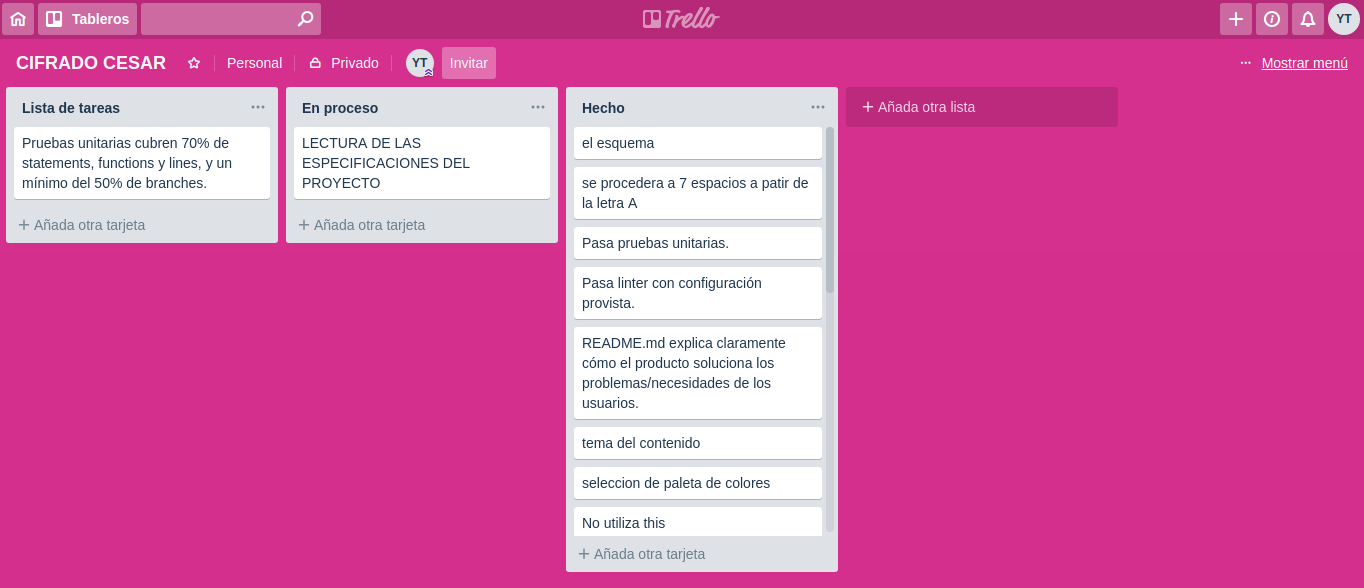 Tableros
Trello
YT
CIFRADO CESAR
Personal
Privado
YT
Invitar
Mostrar menú
Lista de tareas
Pruebas unitarias cubren 70% de
statements, functions y lines, y un
mínimo del 50% de branches.
Añada otra tarjeta
En proceso
LECTURA DE LAS
ESPECIFICACIONES DEL
PROYECTO
Añada otra tarjeta
Hecho
el esquema
se procedera a 7 espacios a patir de
la letra A
Pasa pruebas unitarias.
Pasa linter con configuración
provista.
README.md explica claramente
cómo el producto soluciona los
problemas/necesidades de los
usuarios.
tema del contenido
seleccion de paleta de colores
No utiliza this
Añada otra tarjeta
Añada otra lista